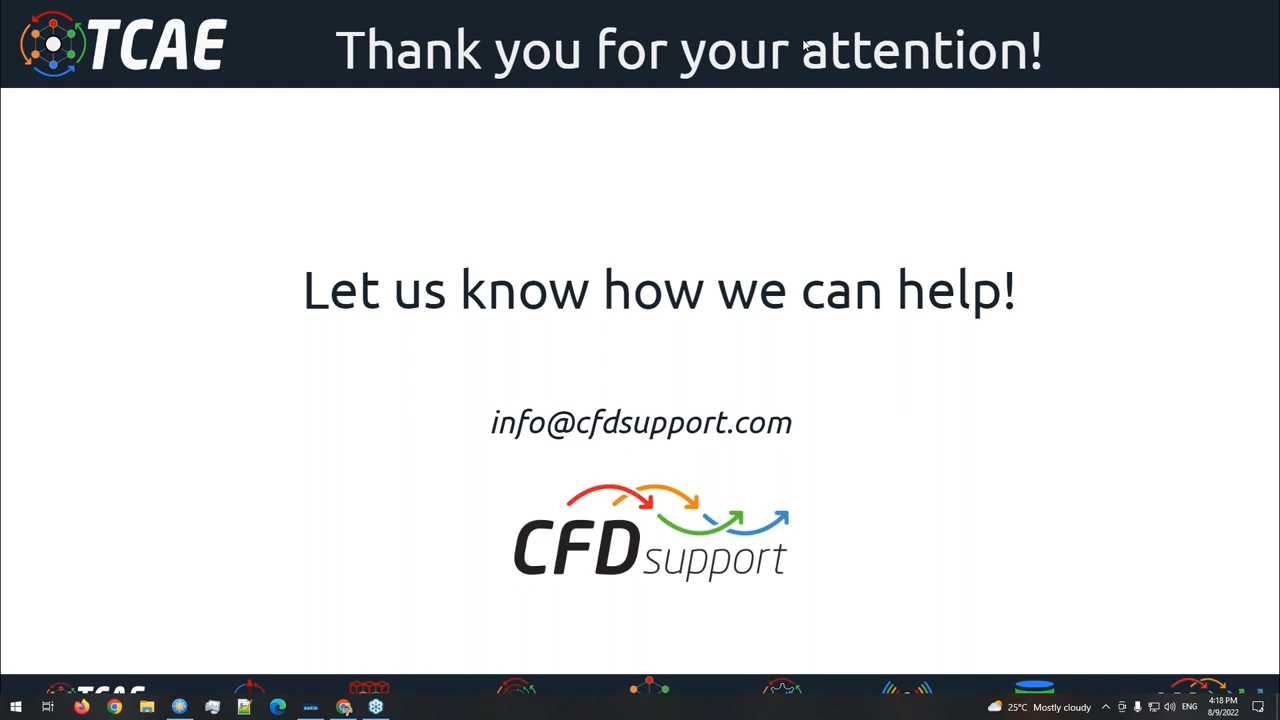 TCAE
Thank you for your attention!
Let us know how we can help!
info@cfdsupport.com
CFD support
TCAE
25°C Mostly cloudy
ENG
4:18 PM
8/9/2022